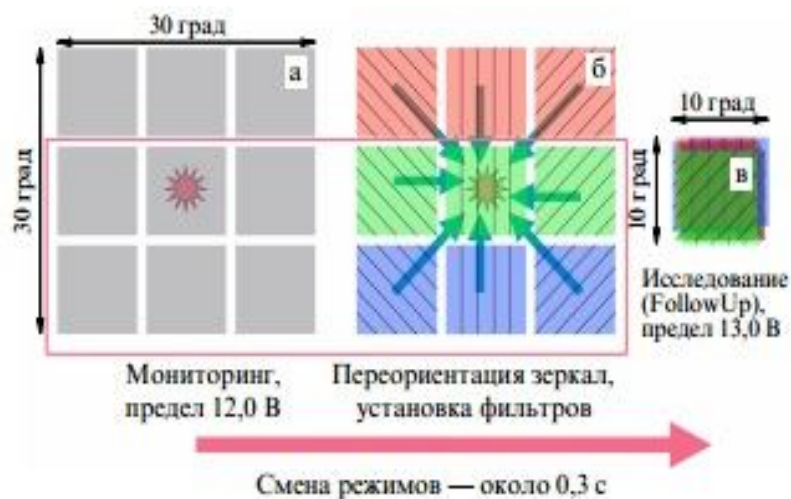 30 град
а
б
30 град
10 град
в
10 град
Исследование
(FollowUp),
предел 13,0 В
Мониторинг,
предел 12,0 В
Переориентация зеркал,
установка фильтров
Смена режимов — около 0,3 с